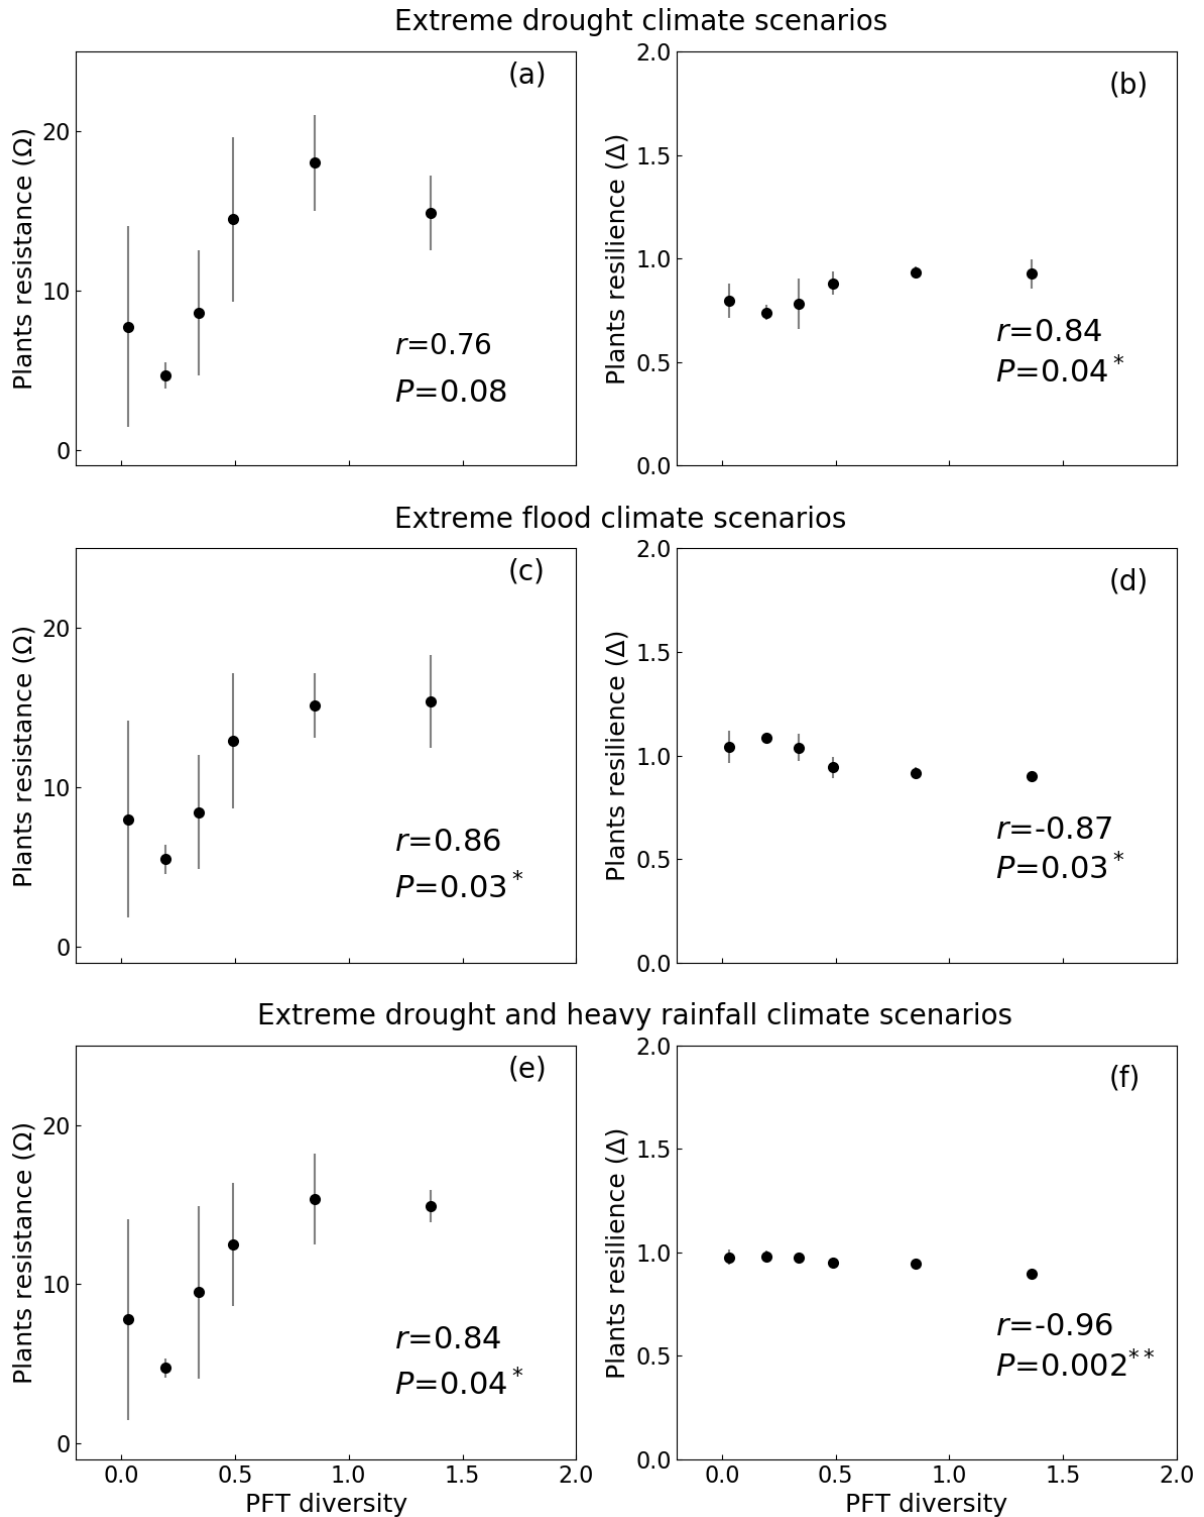 Extreme drought climate scenarios
(a)
Plants resistance (Ω)
20
10
0
r=0.76
P=0.08
(b)
Plants resilience (Δ)
2.0
1.5
1.0
0.5
0.0
r=0.84
P=0.04*
Extreme flood climate scenarios
(c)
Plants resistance (Ω)
20
10
0
r=0.86
P=0.03*
(d)
Plants resilience (Δ)
2.0
1.5
1.0
0.5
0.0
r=-0.87
P=0.03*
Extreme drought and heavy rainfall climate scenarios
(e)
Plants resistance (Ω)
20
10
0
r=0.84
P=0.04*
0.0 0.5 1.0 1.5 2.0
PFT diversity
(f)
Plants resilience (Δ)
2.0
1.5
1.0
0.5
0.0
r=-0.96
P=0.002**
0.0 0.5 1.0 1.5 2.0
PFT diversity